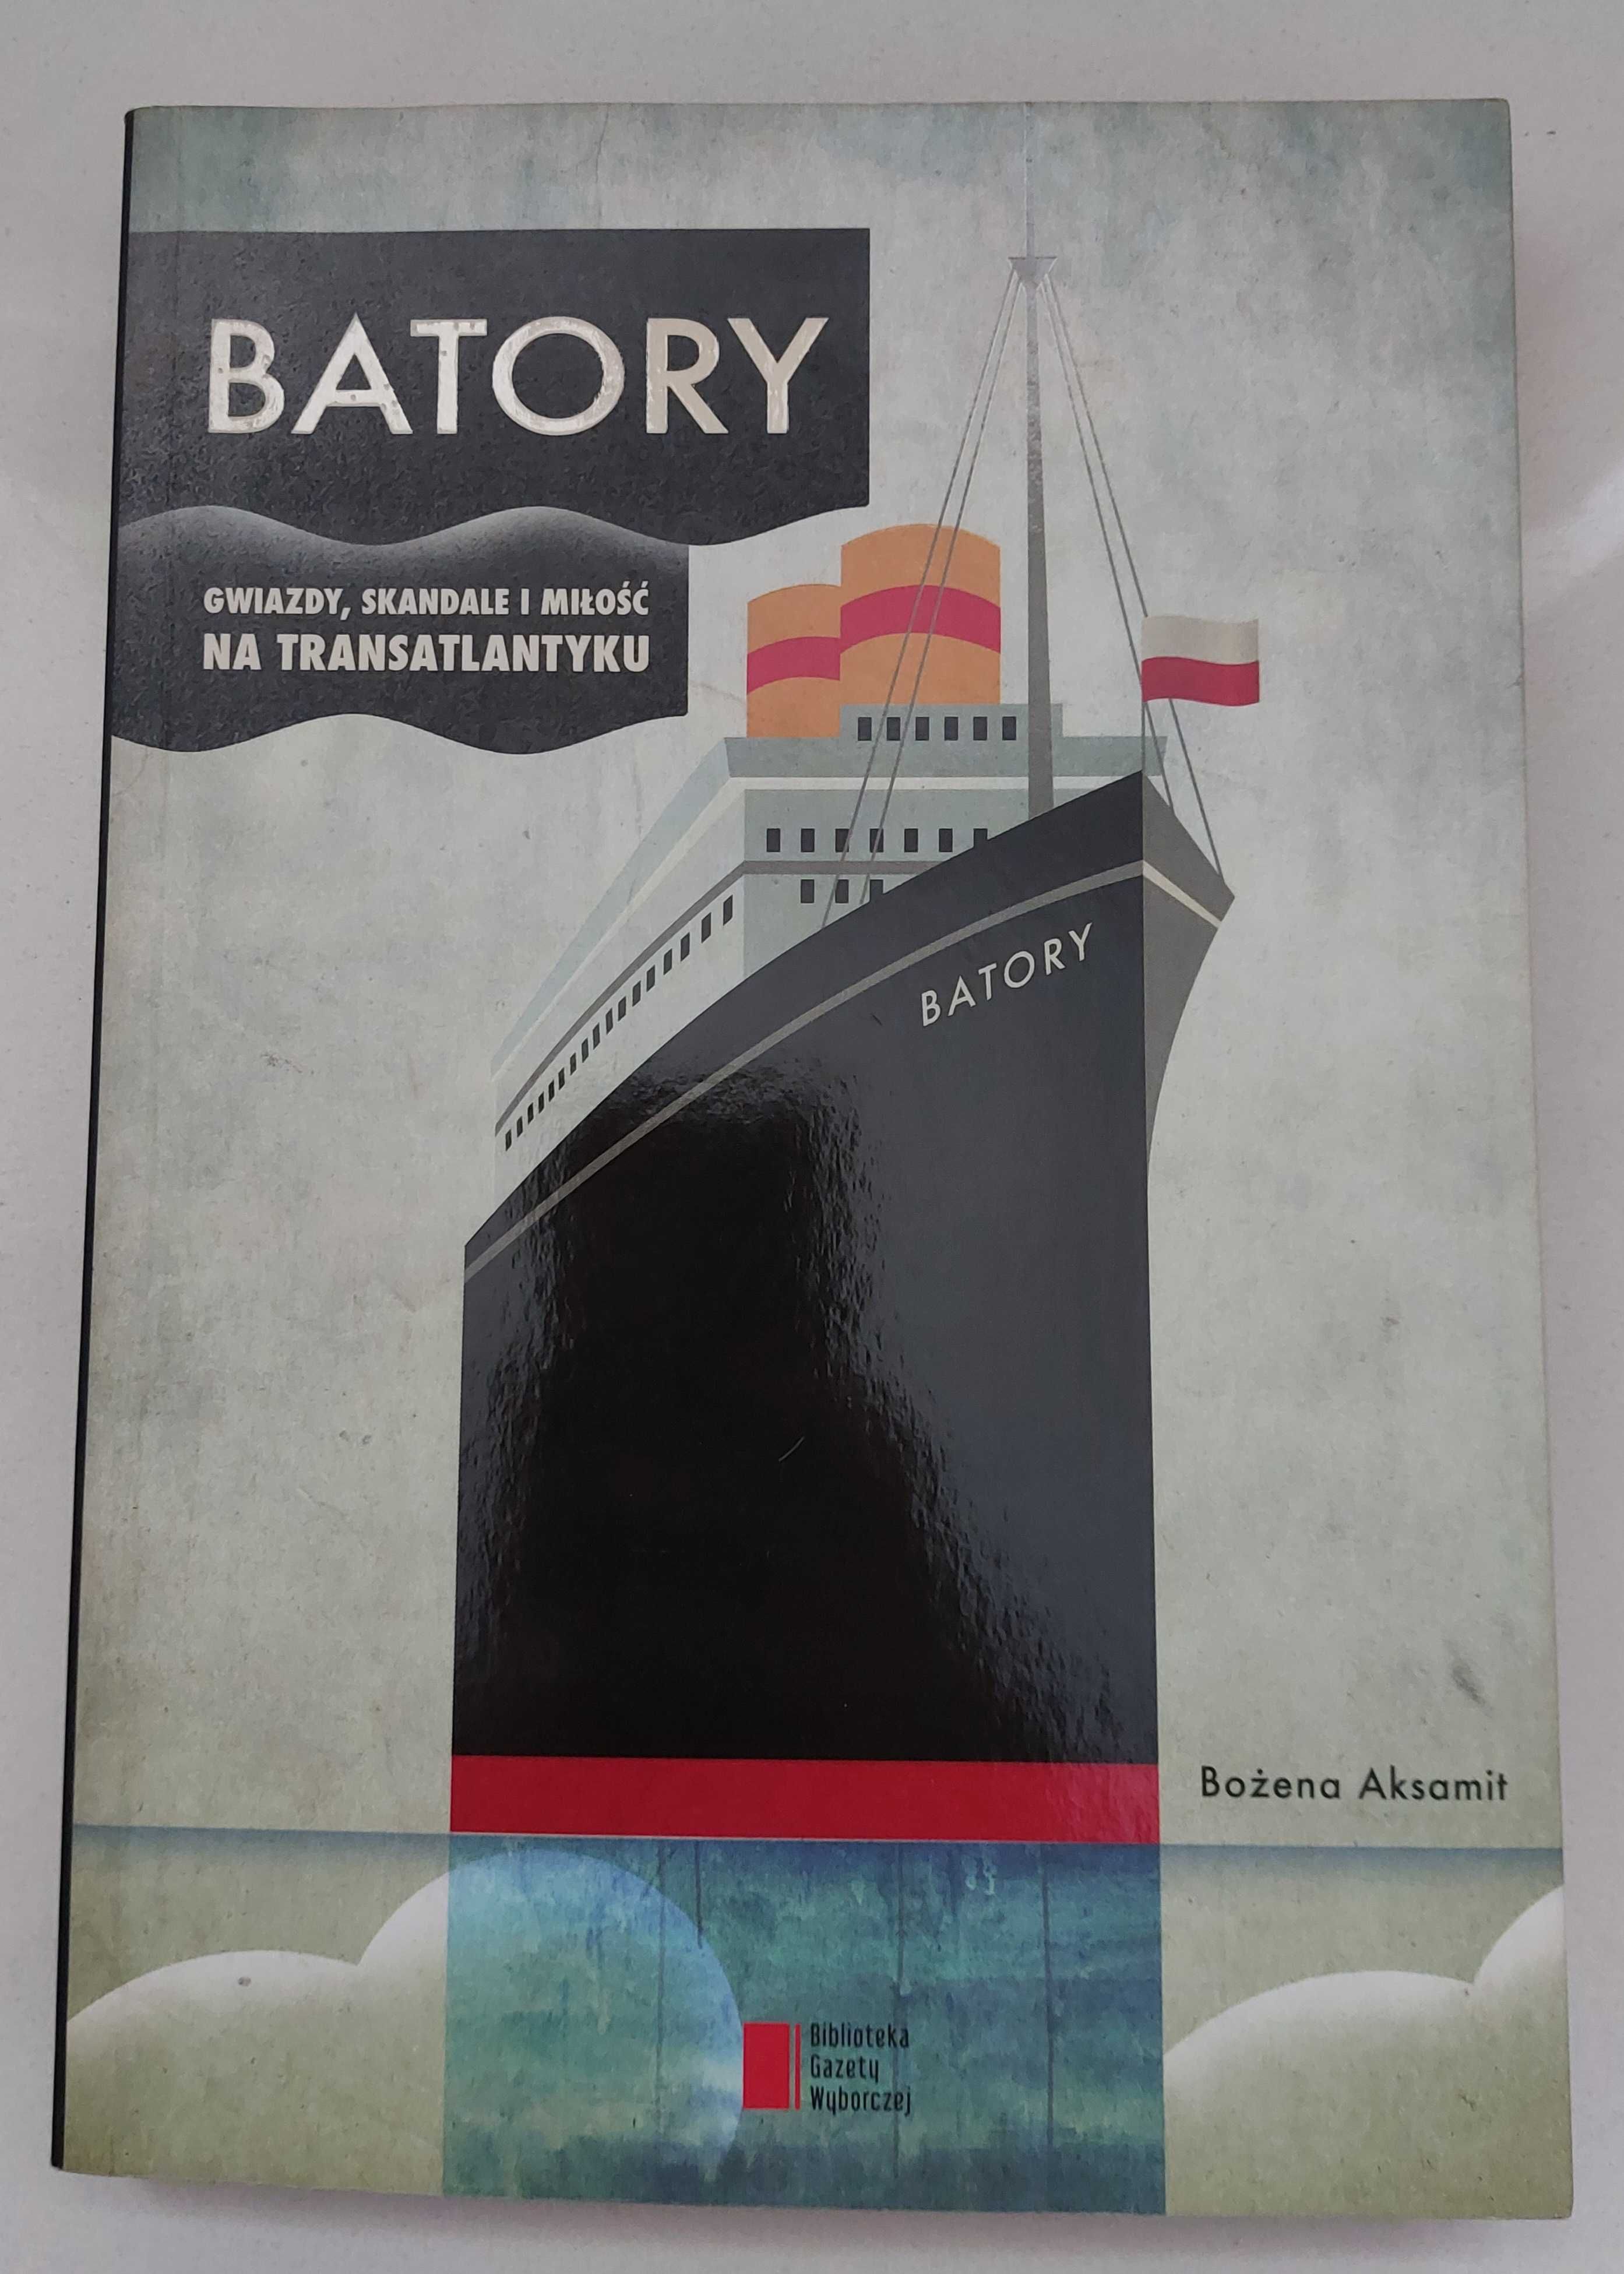 BATORY
GWIAZDY, SKANDALE I MIŁOŚĆ
NA TRANSATLANTYKU
BATORY
Bożena Aksamit
Biblioteka
Gazety
Wyborczej